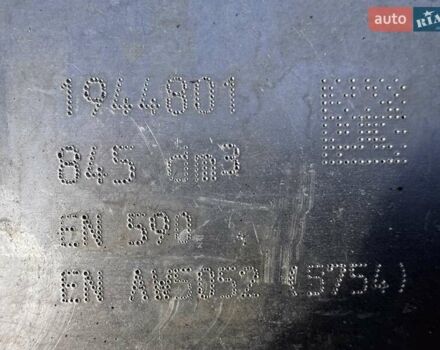 auto RIA
1944801
845 dm3
EN 590
EN AW5052 (5754)